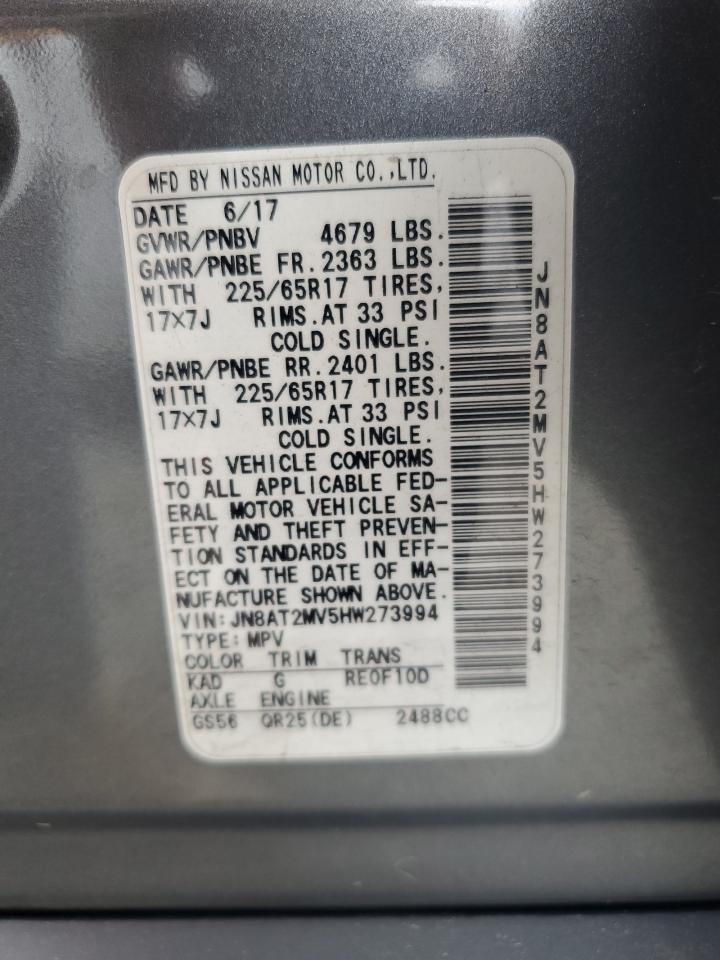 MFD BY NISSAN MOTOR CO.,LTD.
DATE 6/17
GVWR/PNBV 4679 LBS.
GAWR/PNBE FR.2363 LBS.
WITH 225/65R17 TIRES,
17X7J RIMS.AT 33 PSI
COLD SINGLE.
GAWR/PNBE RR.2401 LBS.
WITH 225/65R17 TIRES,
17X7J RIMS.AT 33 PSI
COLD SINGLE.
THIS VEHICLE CONFORMS
TO ALL APPLICABLE FED-
ERAL MOTOR VEHICLE SA-
FETY AND THEFT PREVEN-
TION STANDARDS IN EFF-
ECT ON THE DATE OF MA-
NUFACTURE SHOWN ABOVE.
VIN:JN8AT2MV5HW273994
TYPE:MPV
COLOR TRIM TRANS
KAD G RE0F10D
AXLE ENGINE
GS56 QR25(DE) 2488CC
JN8AT2MV5HW273994